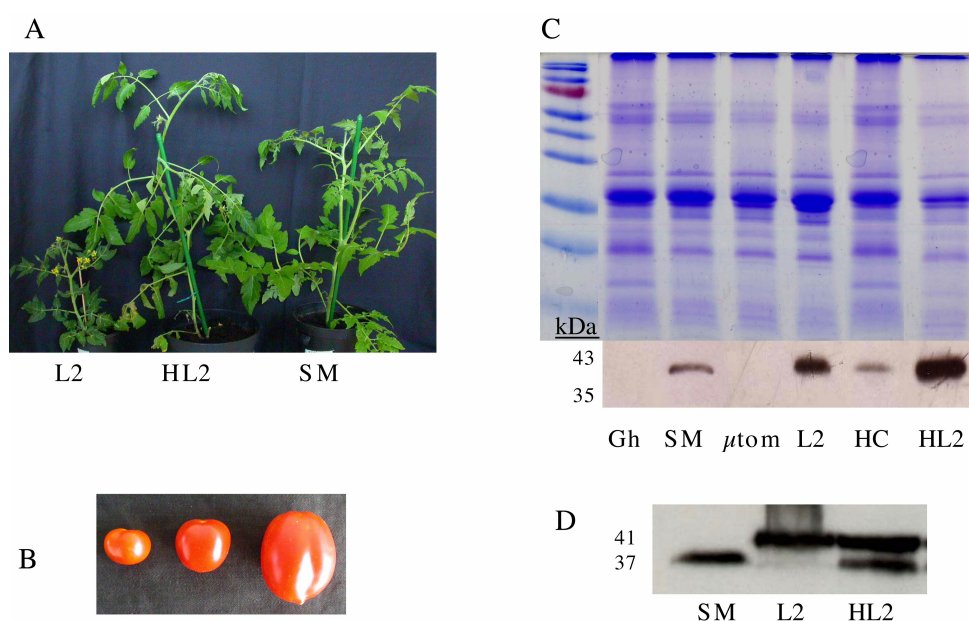 A
L2 HL2 SM
B
C
kDa
43
35
Gh SM µtom L2 HC HL2
D
41
37
SM L2 HL2